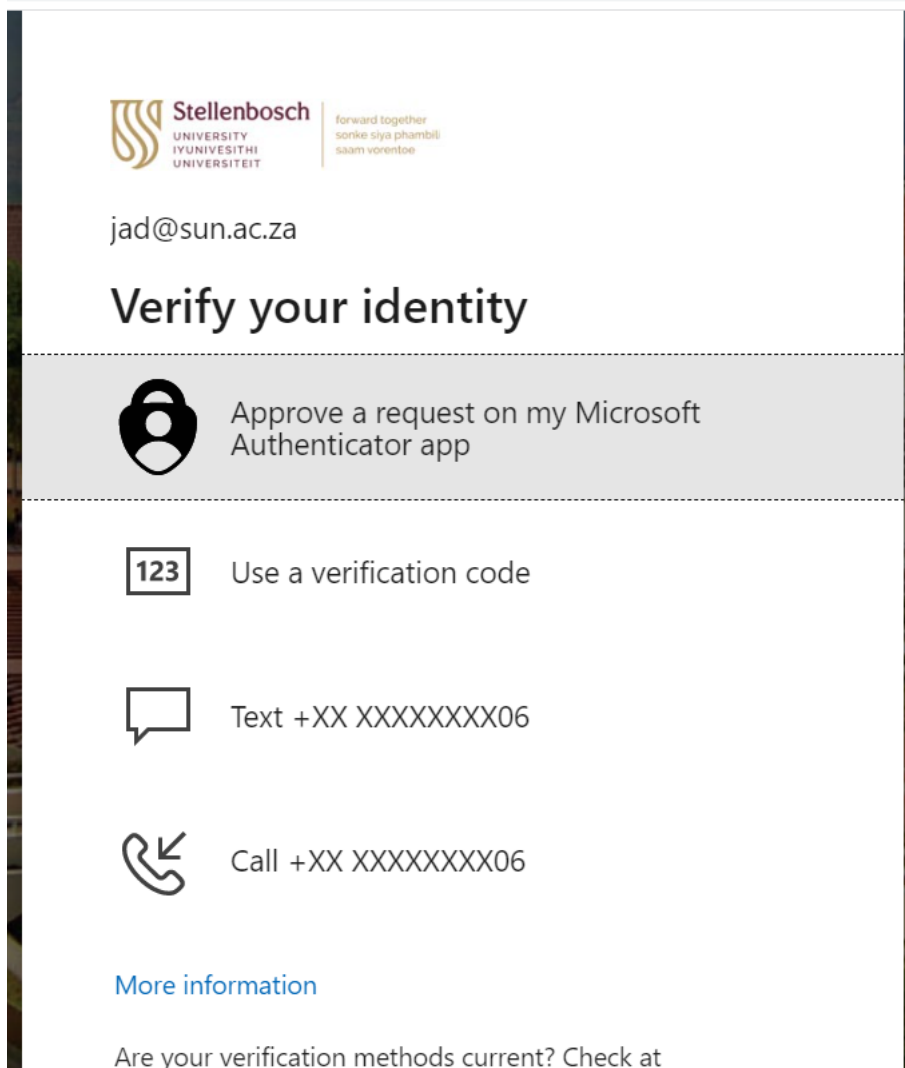 Stellenbosch
UNIVERSITY
IYUNIVESITHI
UNIVERSITEIT
forward together
sonke siya phambili
saam vorentoe
jad@sun.ac.za
Verify your identity
Approve a request on my Microsoft
Authenticator app
123
Use a verification code
Text +XX XXXXXXXX06
Call +XX XXXXXXXX06
More information
Are your verification methods current? Check at